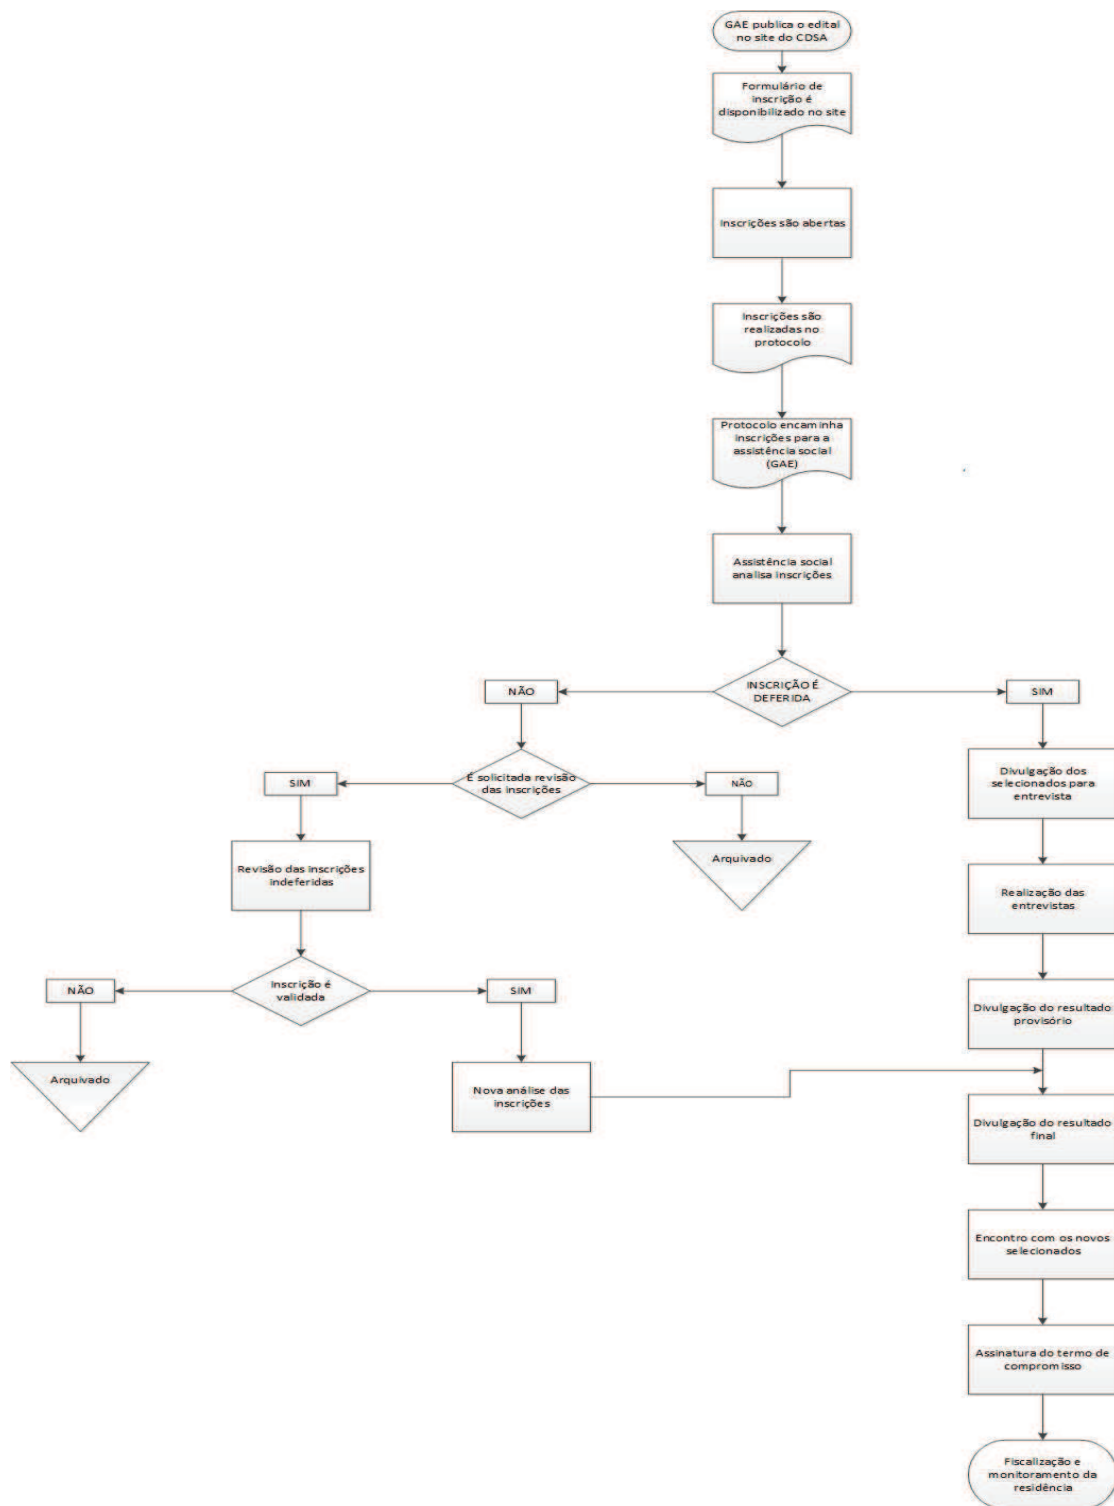 GAE publica o edital
no site do CDSA
Formulário de
inscrição é
disponibilizado no site
Inscrições são abertas
Inscrições são
realizadas no
protocolo
Protocolo encaminha
inscrições para a
assistência social
(GAE)
Assistência social
analisa inscrições
INSCRIÇÃO É
DEFERIDA
NÃO
SIM
É solicitada revisão
das inscrições
SIM
NÃO
Divulgação dos
selecionados para
entrevista
Arquivado
Revisão das inscrições
indeferidas
Realização das
entrevistas
Inscrição é
validada
NÃO
SIM
Divulgação do resultado
provisório
Arquivado
Nova análise das
inscrições
Divulgação do resultado
final
Encontro com os novos
selecionados
Assinatura do termo de
compromisso
Fiscalização e
monitoramento da
residência